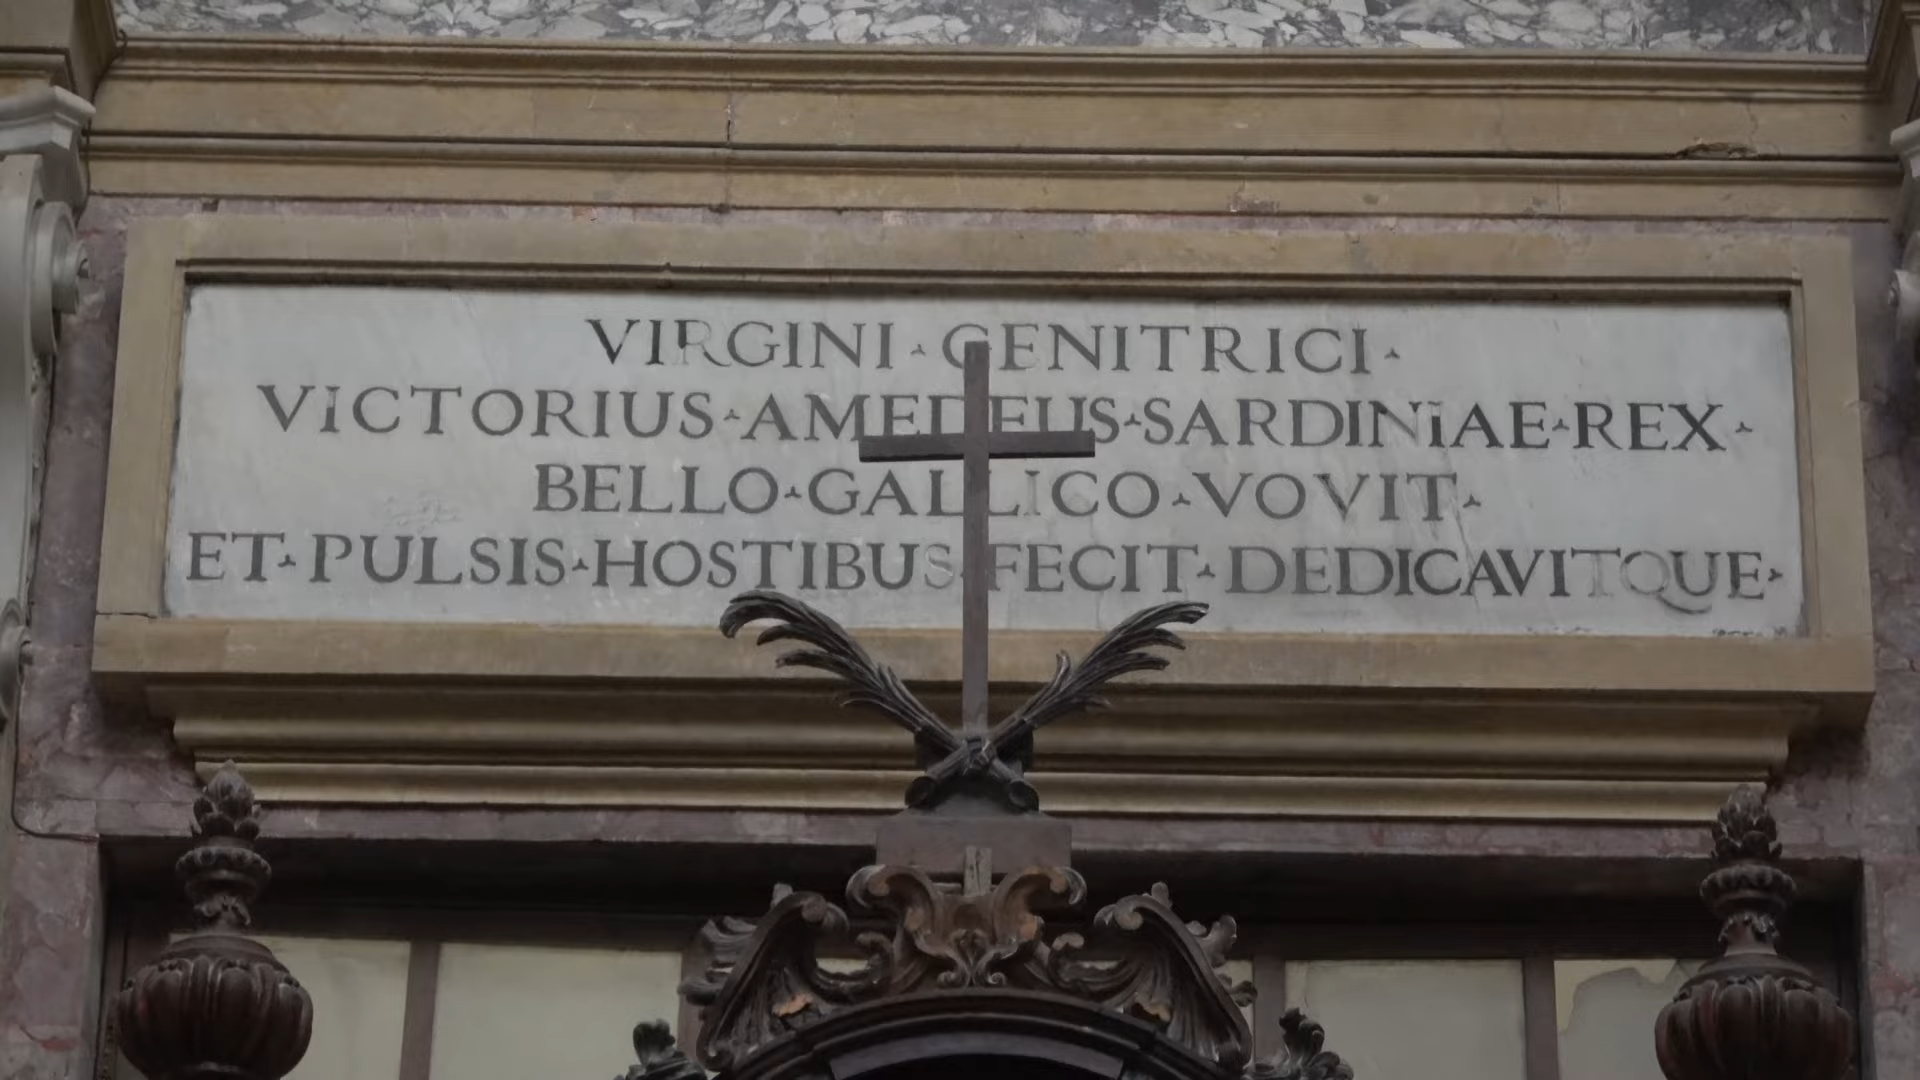 VIRGINI · GENITRICI ·
VICTORIUS · AMEDEUS · SARDINIAE · REX ·
BELLO · GALLICO · VOVIT ·
ET · PULSIS · HOSTIBUS · FECIT · DEDICAVITQUE ·